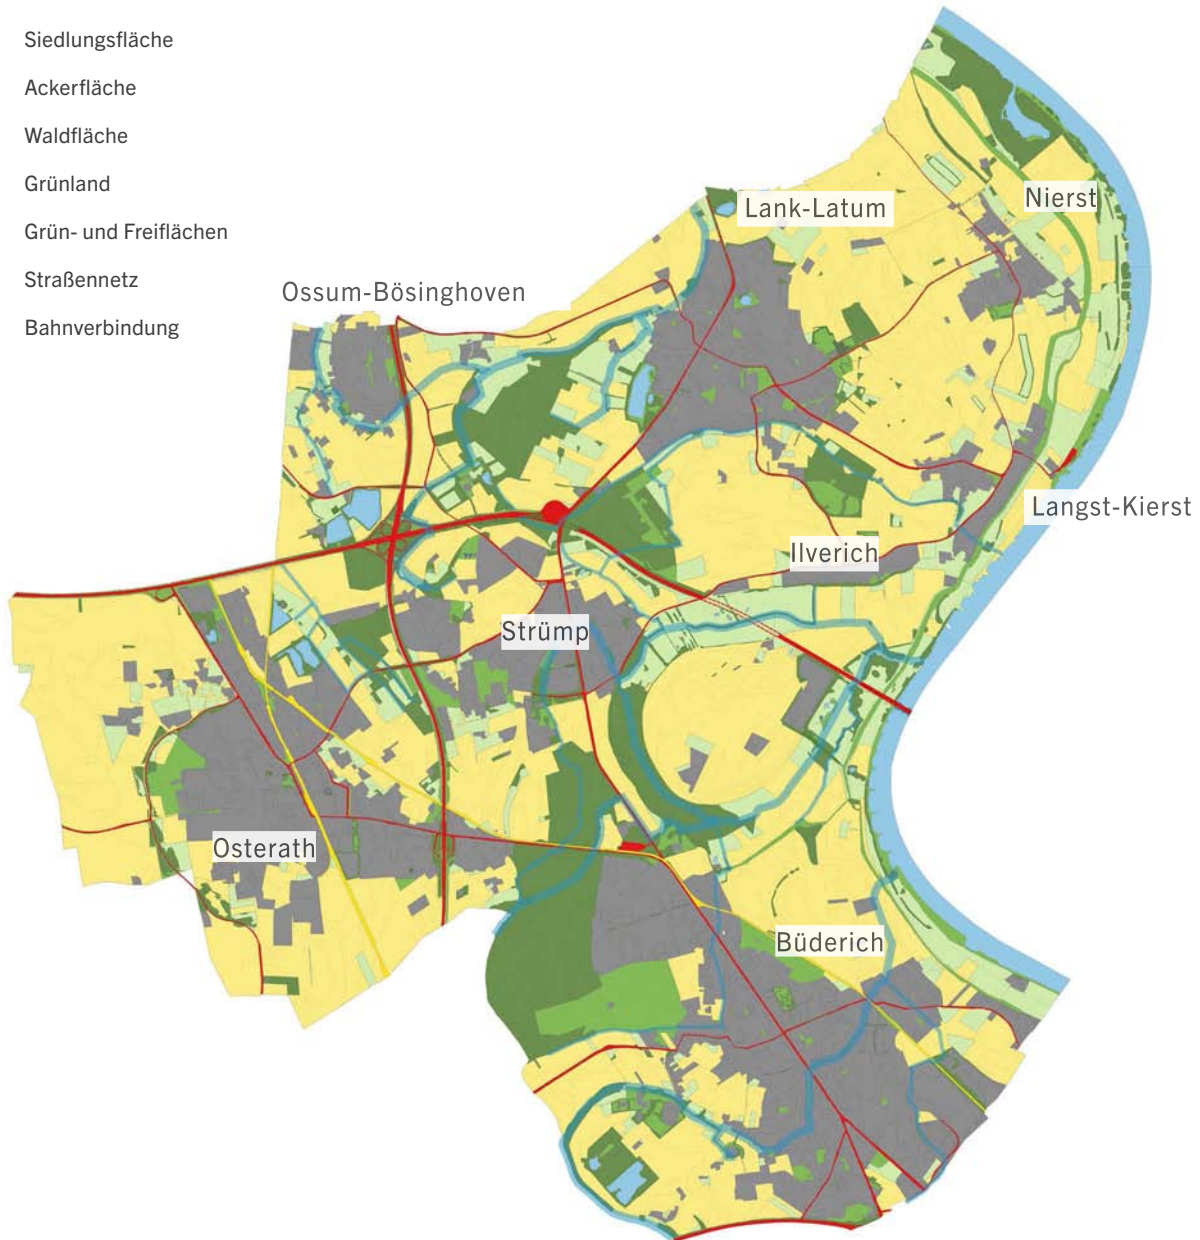 Siedlungsfläche
Ackerfläche
Waldfläche
Grünland
Grün- und Freiflächen
Straßennetz
Bahnverbindung
Nierst
Lank-Latum
Ossum-Bösinghoven
Langst-Kierst
Ilverich
Strümp
Osterath
Büderich